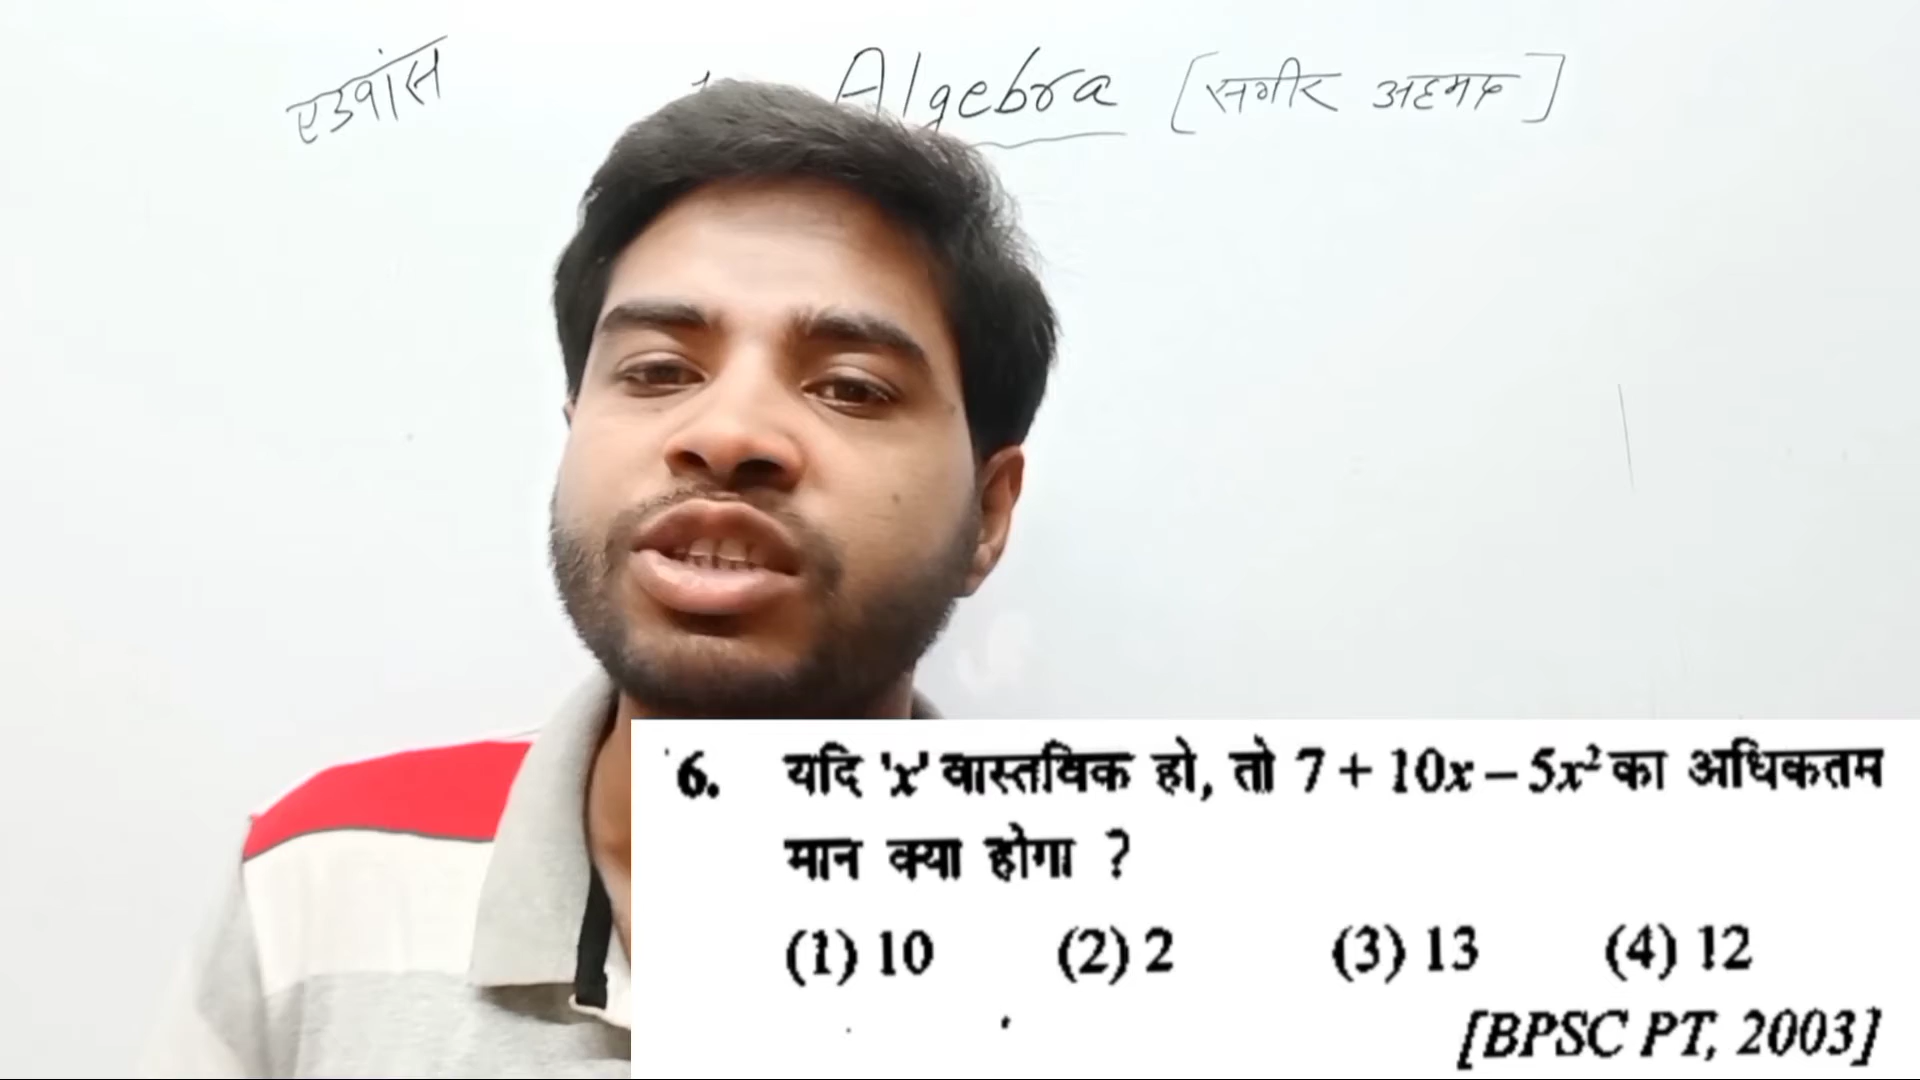 एडवांस Algebra [सगीर अहमद]
6. यदि 'x' वास्तविक हो, तो 7 + 10x – 5x² का अधिकतम
मान क्या होगा ?
(1) 10 (2) 2 (3) 13 (4) 12
[BPSC PT, 2003]